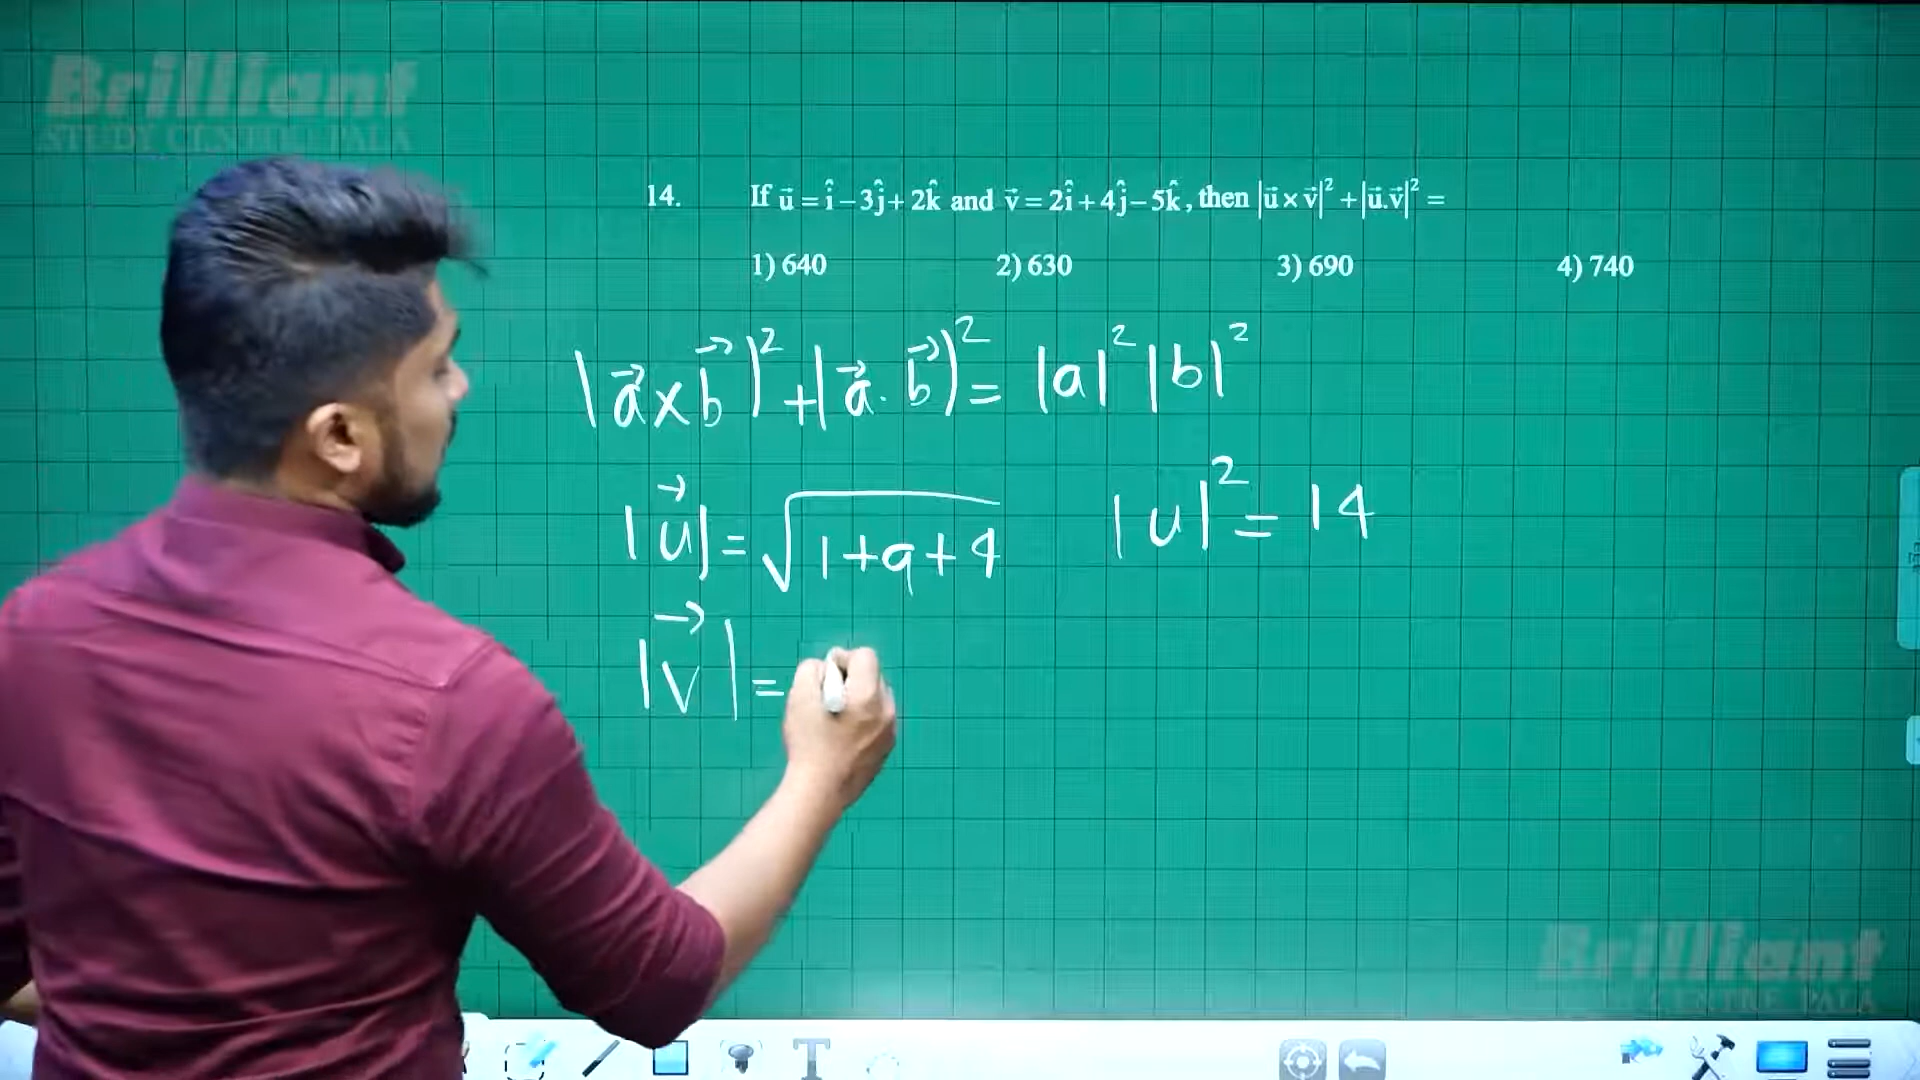 Brilliant
STUDY CENTRE PALA
14. If u⃗ = î − 3ĵ + 2k̂ and v⃗ = 2î + 4ĵ − 5k̂, then |u⃗ × v⃗|² + |u⃗.v⃗|² =
1) 640 2) 630 3) 690 4) 740
|a⃗ × b⃗|² + |a⃗ . b⃗|² = |a|² |b|²
|u⃗| = √1+9+4 |u|² = 14
|v⃗| =
Brilliant
CENTRE PALA
T